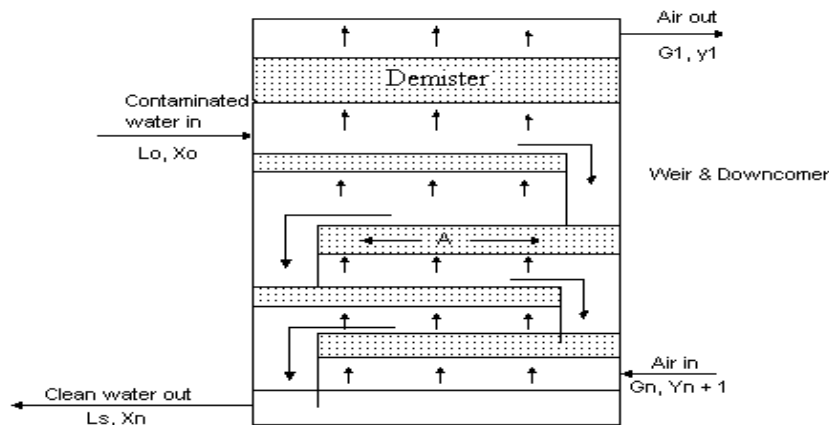 Air out
G1, y1
Demister
Contaminated
water in
Lo, Xo
Weir & Downcomer
A
Air in
Gn, Yn + 1
Clean water out
Ls, Xn